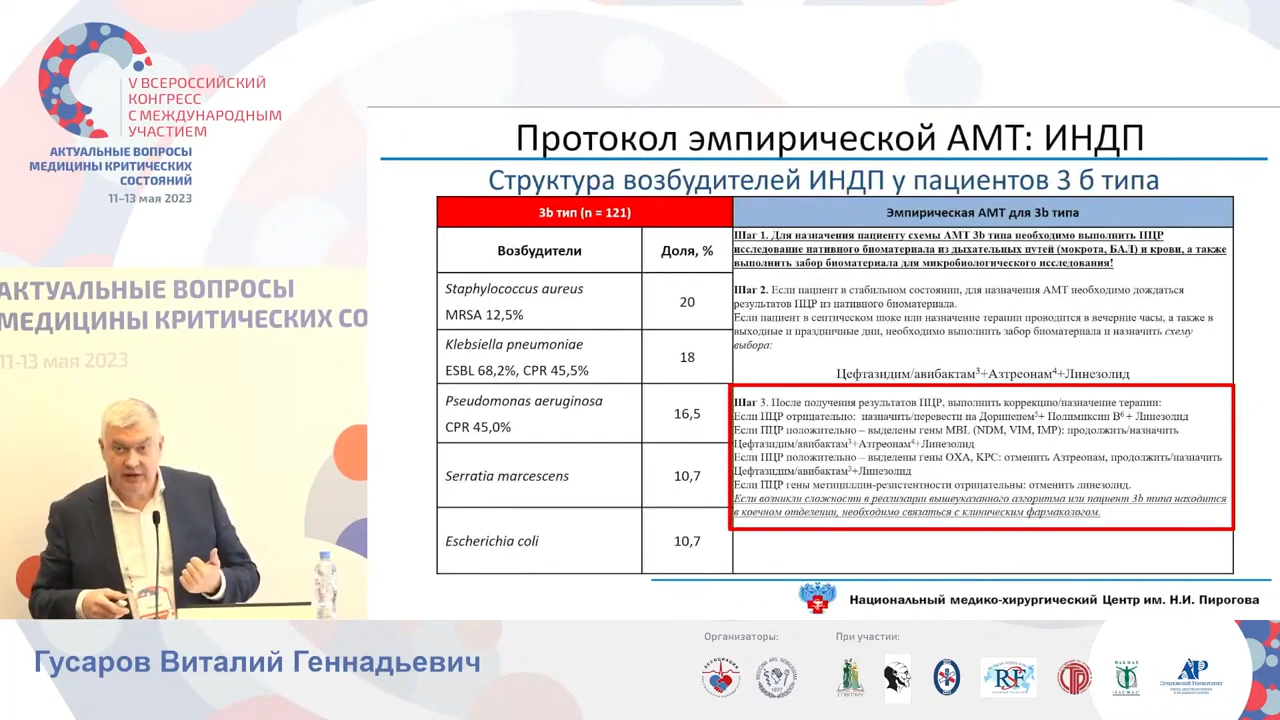 V ВСЕРОССИЙСКИЙ
КОНГРЕСС
С МЕЖДУНАРОДНЫМ
УЧАСТИЕМ
АКТУАЛЬНЫЕ ВОПРОСЫ
МЕДИЦИНЫ КРИТИЧЕСКИХ
СОСТОЯНИЙ
11–13 мая 2023
АКТУАЛЬНЫЕ ВОПРОСЫ
МЕДИЦИНЫ КРИТИЧЕСКИХ СО
11-13 мая 2023
Протокол эмпирической АМТ: ИНДП
Структура возбудителей ИНДП у пациентов 3 б типа
3b тип (n = 121)
Эмпирическая АМТ для 3b типа
Возбудители
Доля, %
Staphylococcus aureus
MRSA 12,5%
20
Klebsiella pneumoniae
ESBL 68,2%, CPR 45,5%
18
Pseudomonas aeruginosa
CPR 45,0%
16,5
Serratia marcescens
10,7
Escherichia coli
10,7
Шаг 1. Для назначения пациенту схемы АМТ 3b типа необходимо выполнить ПЦР
исследование нативного биоматериала из дыхательных путей (мокрота, БАЛ) и крови, а также
выполнить забор биоматериала для микробиологического исследования!
Шаг 2. Если пациент в стабильном состоянии, для назначения АМТ необходимо дождаться
результатов ПЦР из нативного биоматериала.
Если пациент в септическом шоке или назначение терапии проводится в вечерние часы, а также в
выходные и праздничные дни, необходимо выполнить забор биоматериала и назначить схему
выбора:
Цефтазидим/авибактам³+Азтреонам⁴+Линезолид
Шаг 3. После получения результатов ПЦР, выполнить коррекцию/назначение терапии:
Если ПЦР отрицательно: назначить/перевести на Дорипенем⁵+ Полимиксин В⁶ + Линезолид
Если ПЦР положительно – выделены гены MBL (NDM, VIM, IMP): продолжить/назначить
Цефтазидим/авибактам³+Азтреонам⁴+Линезолид
Если ПЦР положительно – выделены гены OXA, KPC: отменить Азтреонам, продолжить/назначить
Цефтазидим/авибактам³+Линезолид
Если ПЦР гены метициллин-резистентности отрицательны: отменить линезолид.
Если возникли сложности в реализации вышеуказанного алгоритма или пациент 3b типа находится
в коечном отделении, необходимо связаться с клиническим фармакологом.
Национальный медико-хирургический Центр им. Н.И. Пирогова
Гусаров Виталий Геннадьевич
Организаторы:
При участии: